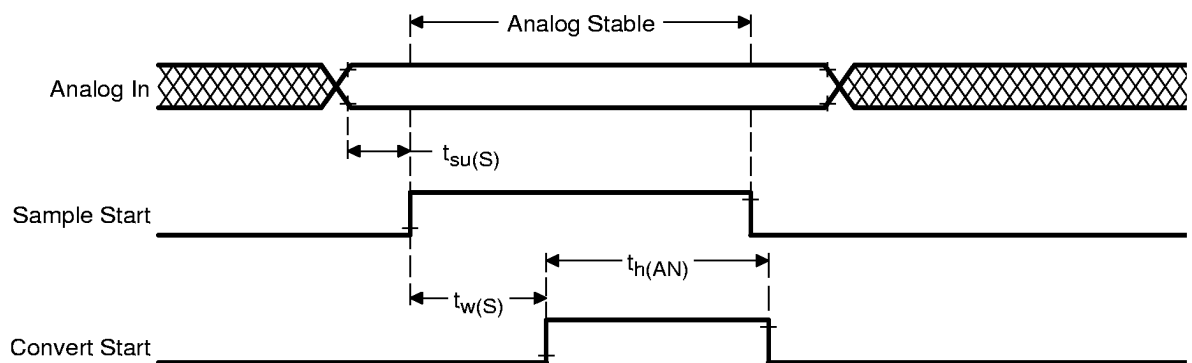 Analog Stable
Analog In
tsu(S)
Sample Start
th(AN)
tw(S)
Convert Start